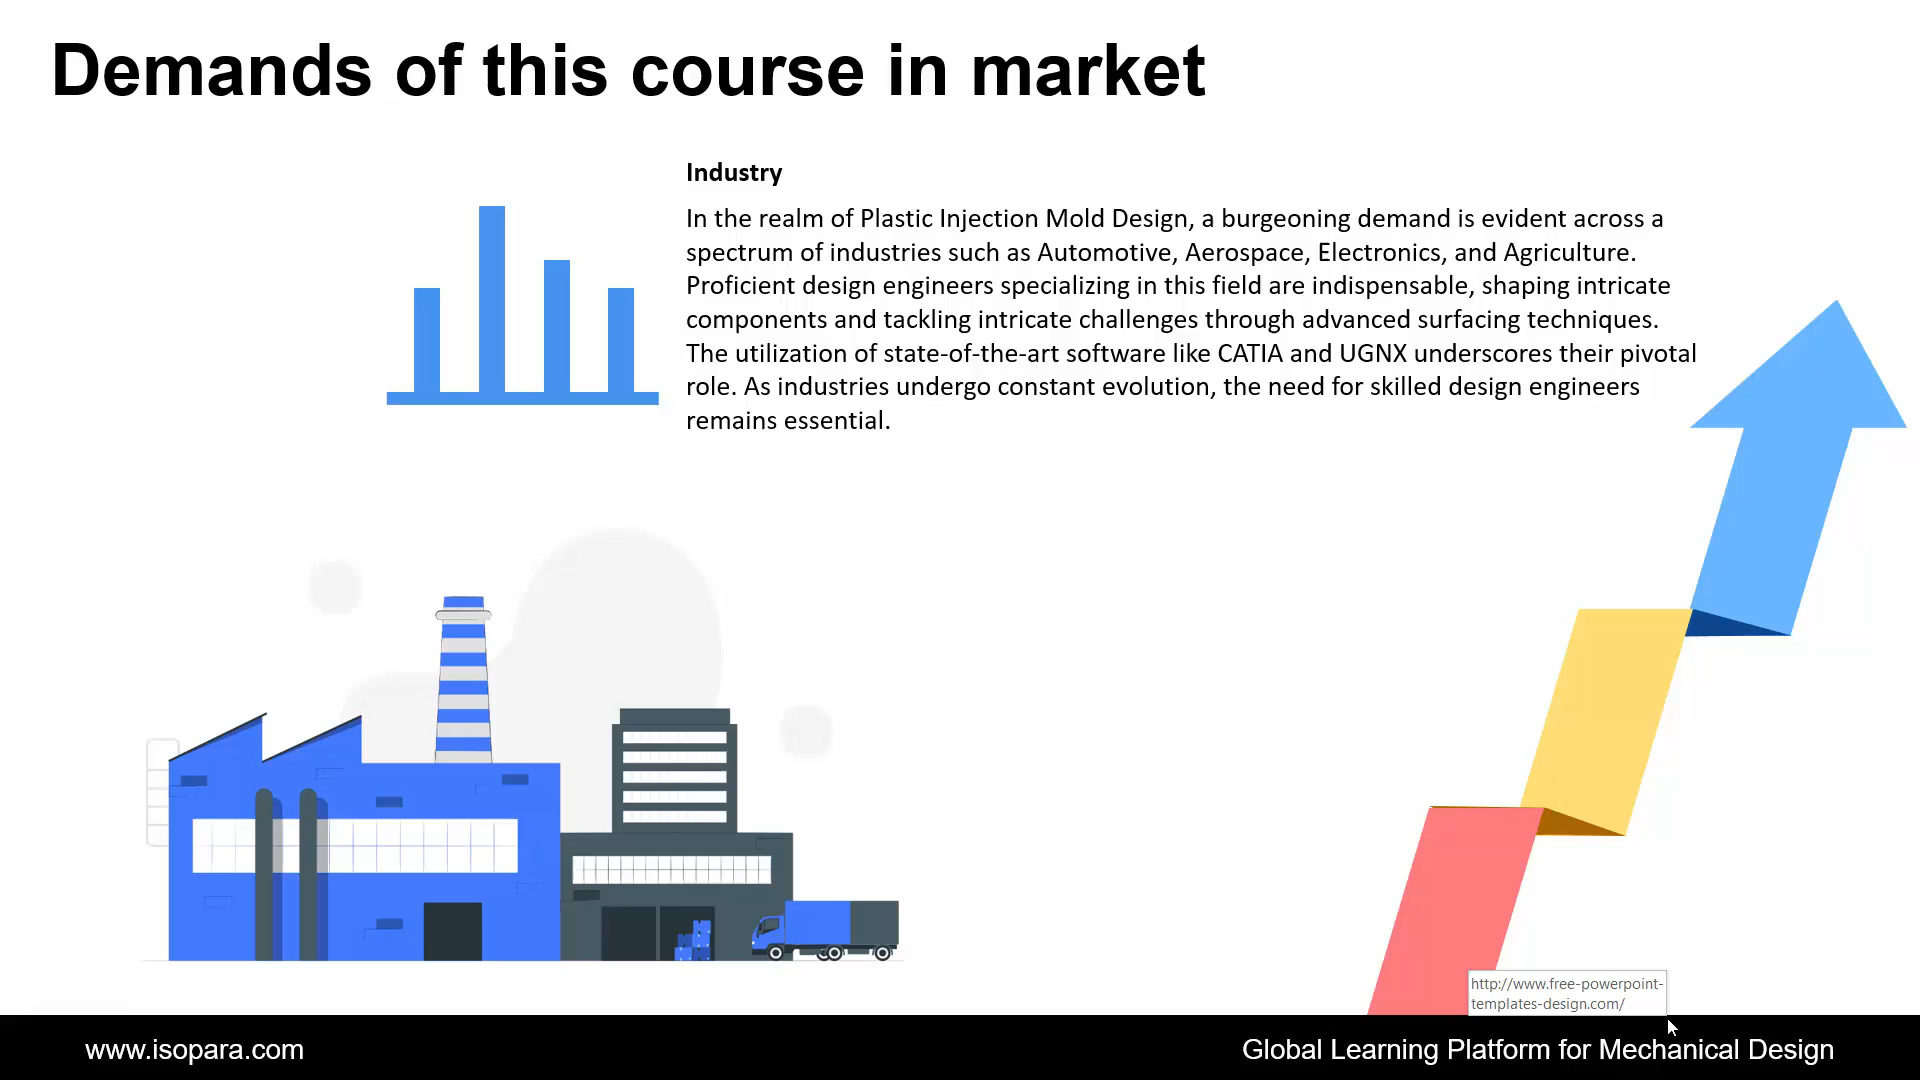 Demands of this course in market
Industry
In the realm of Plastic Injection Mold Design, a burgeoning demand is evident across a
spectrum of industries such as Automotive, Aerospace, Electronics, and Agriculture.
Proficient design engineers specializing in this field are indispensable, shaping intricate
components and tackling intricate challenges through advanced surfacing techniques.
The utilization of state-of-the-art software like CATIA and UGNX underscores their pivotal
role. As industries undergo constant evolution, the need for skilled design engineers
remains essential.
http://www.free-powerpoint-
templates-design.com/
www.isopara.com
Global Learning Platform for Mechanical Design